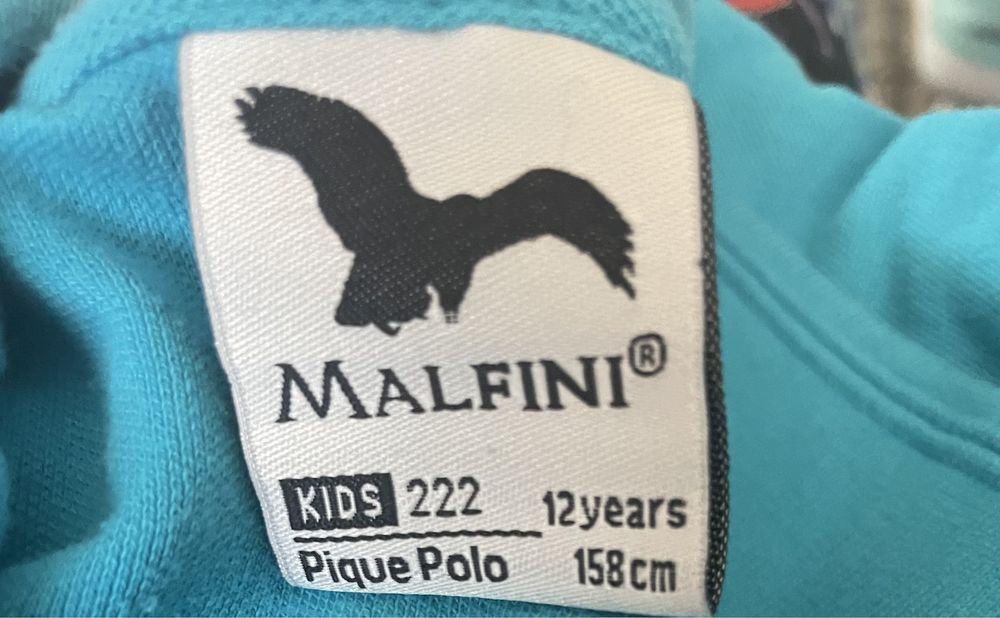 MALFINI®
KIDS 222 12years
Pique Polo 158cm